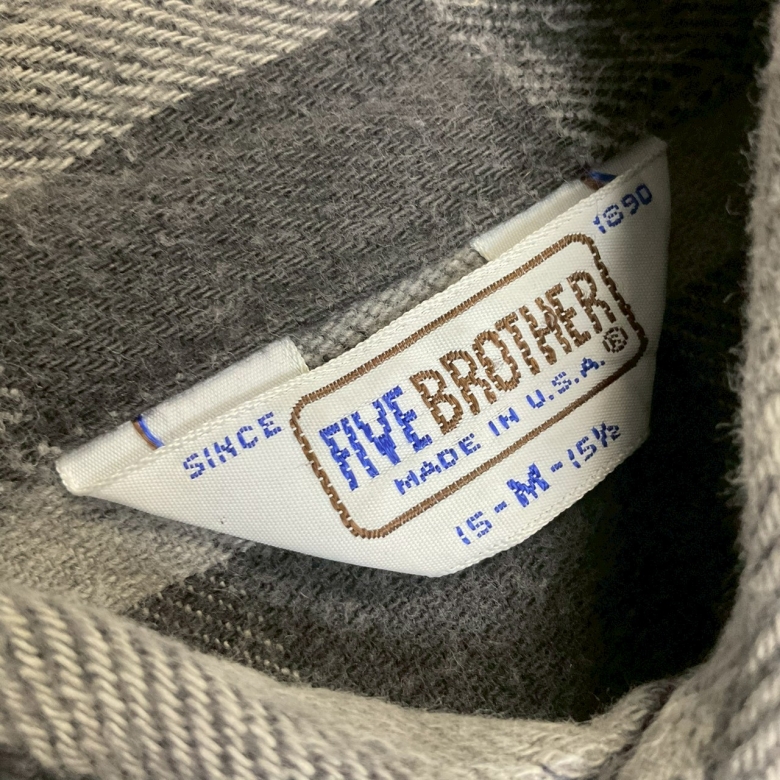 SINCE 1890
FIVE BROTHER
MADE IN U.S.A. ®
15-M-15½